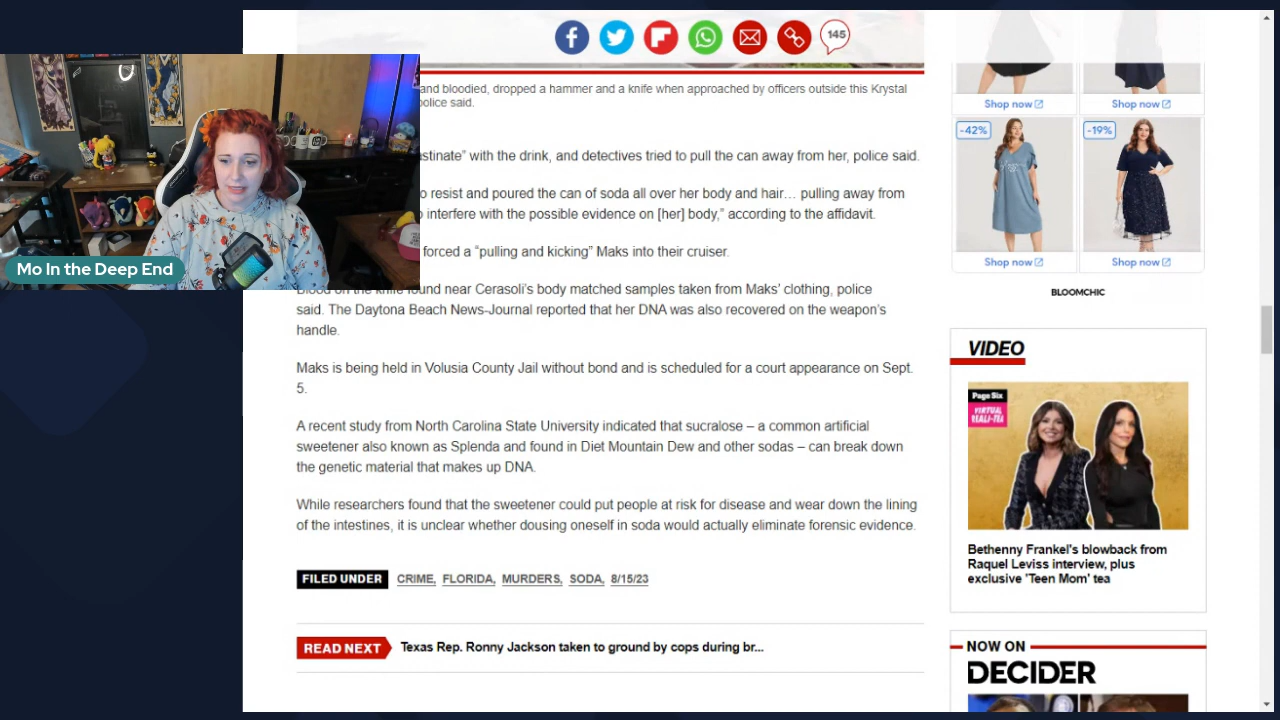 145
and bloodied, dropped a hammer and a knife when approached by officers outside this Krystal
police said.
Shop now
Shop now
-42%
-19%
stinate” with the drink, and detectives tried to pull the can away from her, police said.
o resist and poured the can of soda all over her body and hair… pulling away from
interfere with the possible evidence on [her] body,” according to the affidavit.
forced a “pulling and kicking” Maks into their cruiser.
Shop now
Shop now
Mo In the Deep End
Blood on the knife found near Cerasoli’s body matched samples taken from Maks’ clothing, police
said. The Daytona Beach News-Journal reported that her DNA was also recovered on the weapon’s
handle.
BLOOMCHIC
Maks is being held in Volusia County Jail without bond and is scheduled for a court appearance on Sept.
5.
A recent study from North Carolina State University indicated that sucralose – a common artificial
sweetener also known as Splenda and found in Diet Mountain Dew and other sodas – can break down
the genetic material that makes up DNA.
While researchers found that the sweetener could put people at risk for disease and wear down the lining
of the intestines, it is unclear whether dousing oneself in soda would actually eliminate forensic evidence.
FILED UNDER CRIME, FLORIDA, MURDERS, SODA, 8/15/23
READ NEXT Texas Rep. Ronny Jackson taken to ground by cops during br...
VIDEO
Page Six
VIRTUAL
REALI-TEA
Bethenny Frankel's blowback from
Raquel Leviss interview, plus
exclusive 'Teen Mom' tea
NOW ON
DECIDER